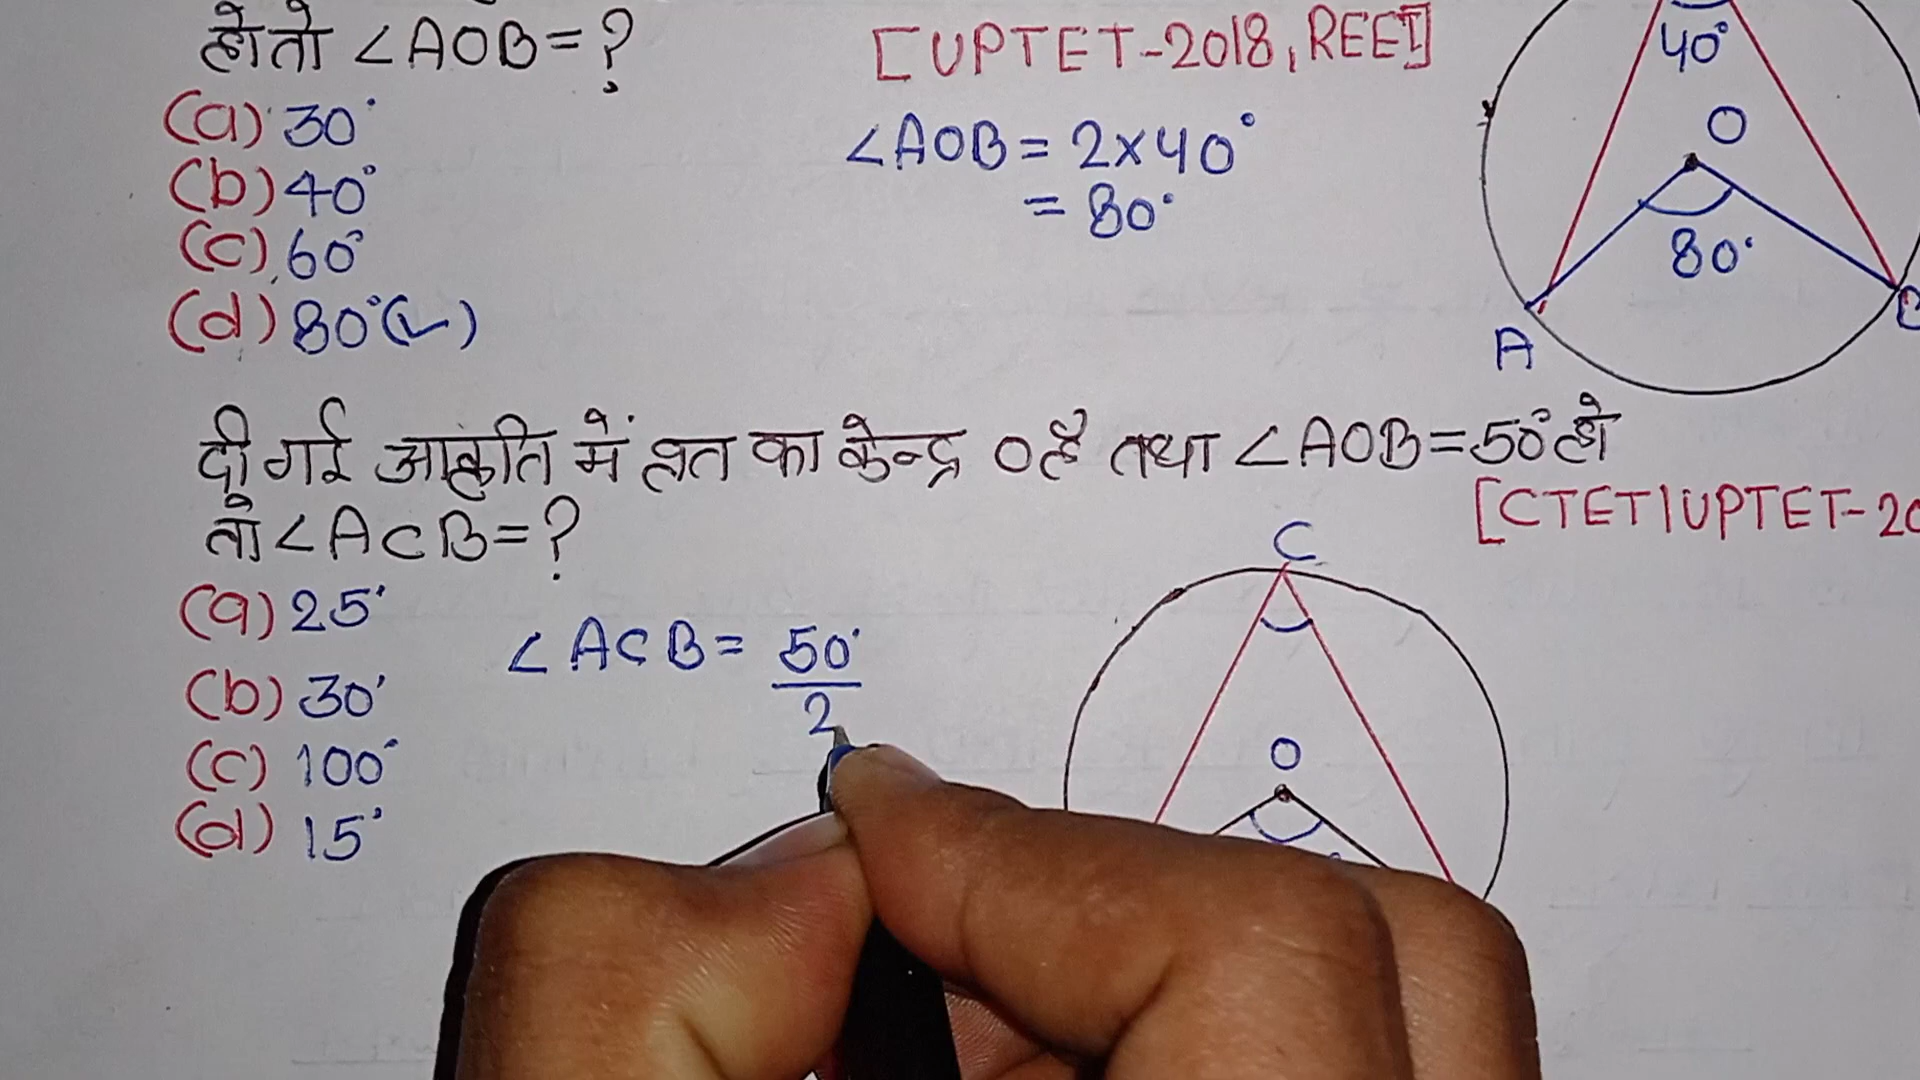 हो तो ∠AOB=?
[UPTET-2018, REET]
(a) 30°
(b) 40°
(c) 60°
(d) 80°(✓)
∠AOB = 2×40°
= 80°
40°
O
80°
A
B
दी गई आकृति में वृत का केन्द्र O है तथा ∠AOB=50° हो
तो ∠ACB=?
[CTET|UPTET-20
(a) 25°
(b) 30°
(c) 100°
(d) 15°
∠ACB = 50°
2
C
O